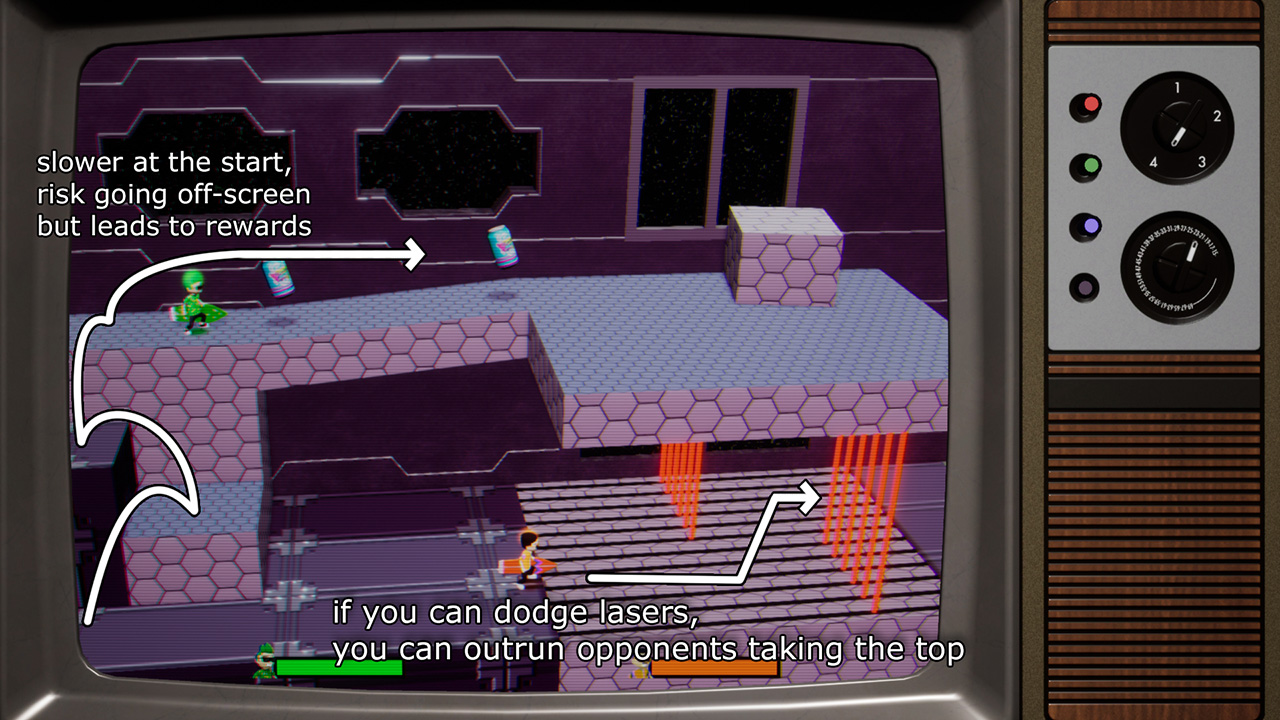 slower at the start,
risk going off-screen
but leads to rewards
if you can dodge lasers,
you can outrun opponents taking the top
1
2
3
4